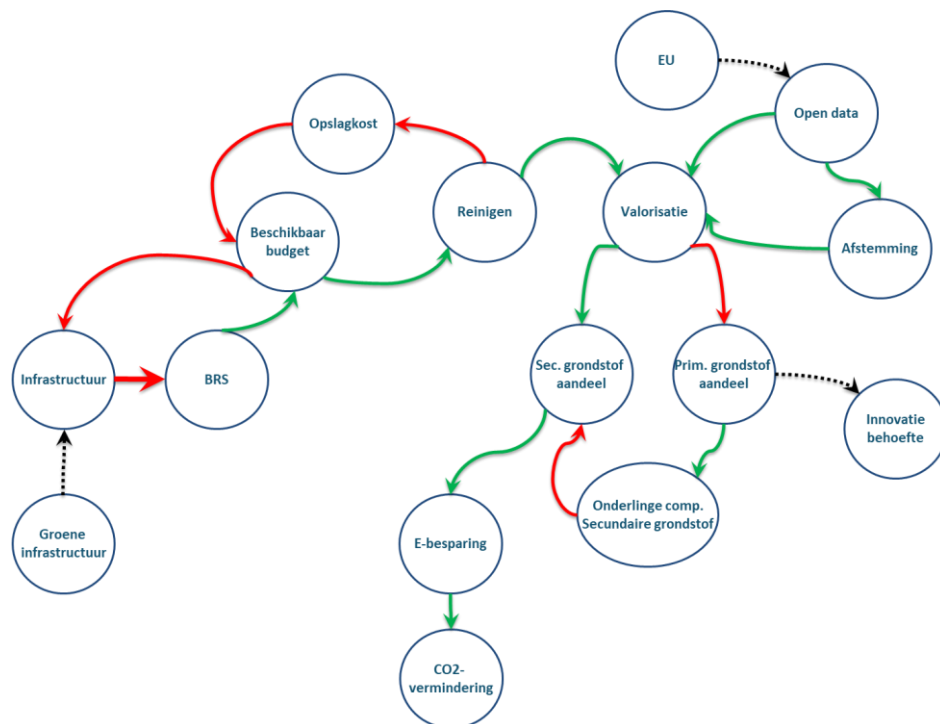 EU
Open data
Opslagkost
Reinigen
Valorisatie
Beschikbaar
budget
Afstemming
Infrastructuur
BRS
Sec. grondstof
aandeel
Prim. grondstof
aandeel
Innovatie
behoefte
Onderlinge comp.
Secundaire grondstof
Groene
infrastructuur
E-besparing
CO2-
vermindering